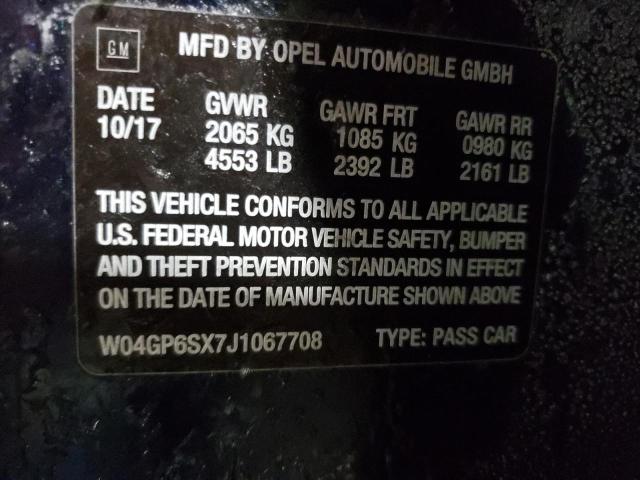 GM
MFD BY OPEL AUTOMOBILE GMBH
DATE GVWR GAWR FRT GAWR RR
10/17 2065 KG 1085 KG 0980 KG
4553 LB 2392 LB 2161 LB
THIS VEHICLE CONFORMS TO ALL APPLICABLE
U.S. FEDERAL MOTOR VEHICLE SAFETY, BUMPER
AND THEFT PREVENTION STANDARDS IN EFFECT
ON THE DATE OF MANUFACTURE SHOWN ABOVE
W04GP6SX7J1067708 TYPE: PASS CAR